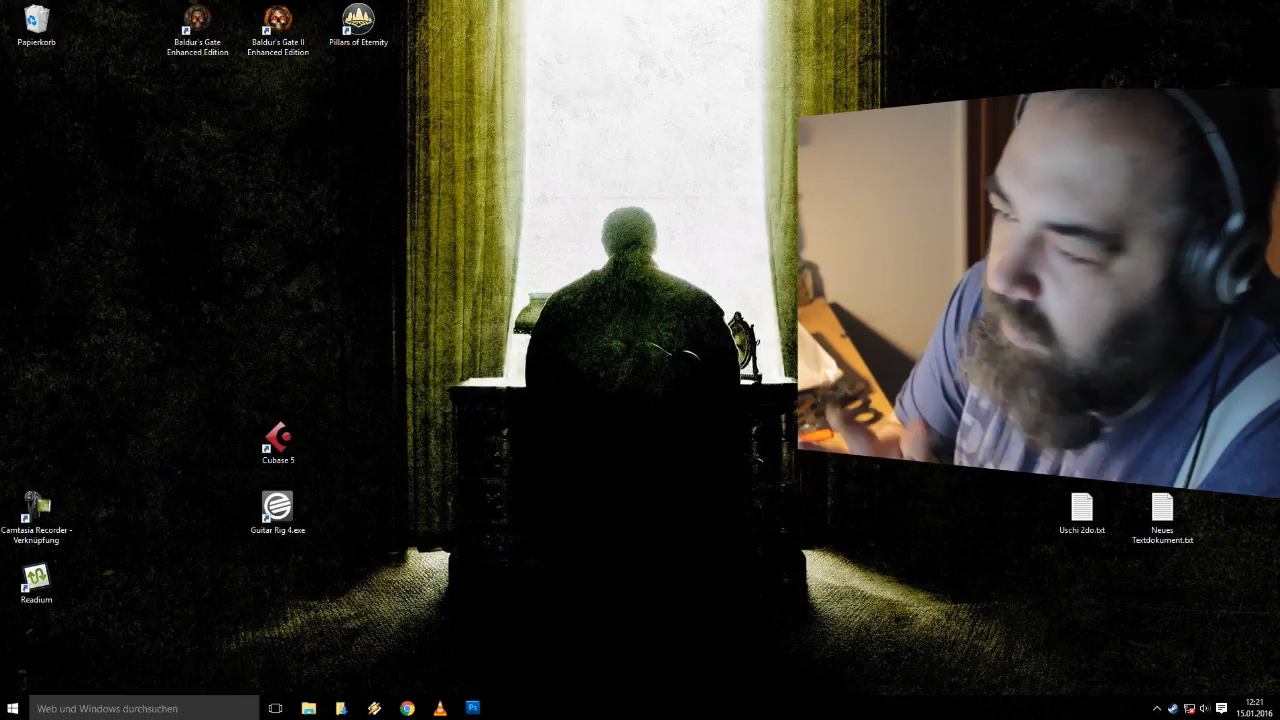 Papierkorb
Baldur's Gate
Enhanced Edition
Baldur's Gate II
Enhanced Edition
Pillars of Eternity
Cubase 5
Camtasia Recorder -
Verknüpfung
Guitar Rig 4.exe
Uschi 2do.txt
Neues
Textdokument.txt
Readium
Web und Windows durchsuchen
Ps
12:21
15.01.2016